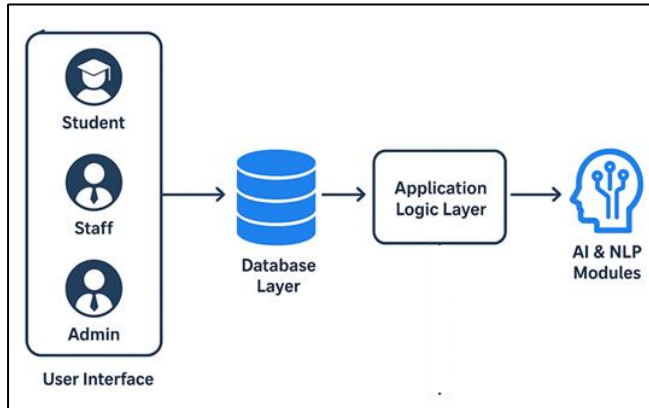 Student
Staff
Admin
User Interface
Database
Layer
Application
Logic Layer
AI & NLP
Modules